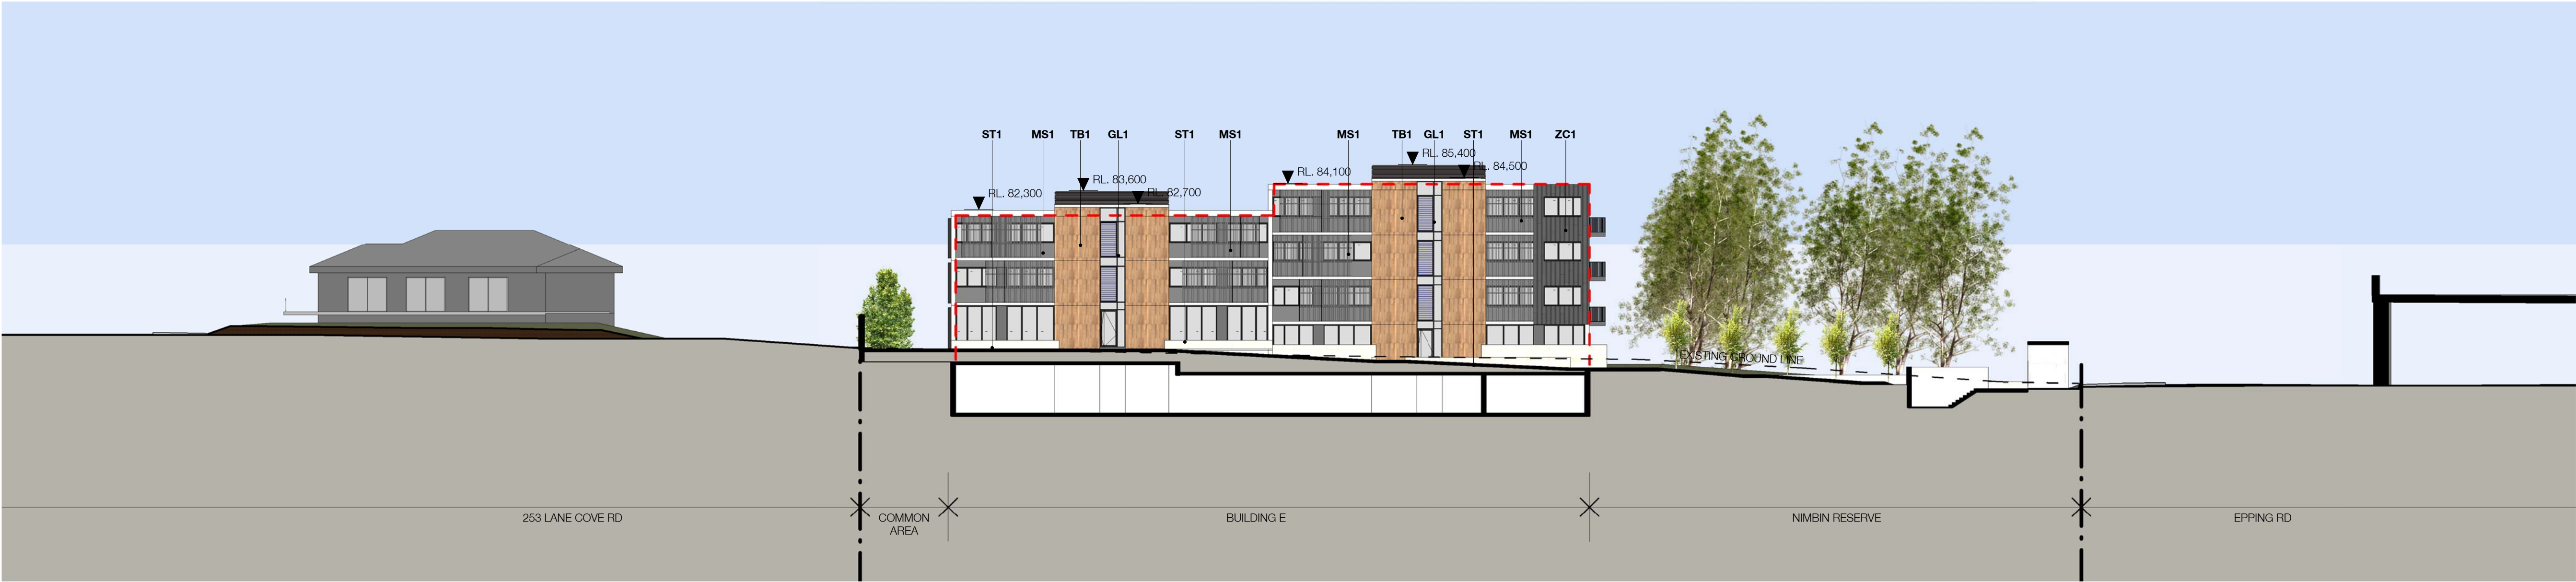 ST1 MS1 TB1 GL1 ST1 MS1 MS1 TB1 GL1 ST1 MS1 ZC1
RL. 85,400
RL. 84,500
RL. 84,100
RL. 83,600
RL. 82,700
RL. 82,300
EXISTING GROUND LINE
253 LANE COVE RD
COMMON
AREA
BUILDING E
NIMBIN RESERVE
EPPING RD